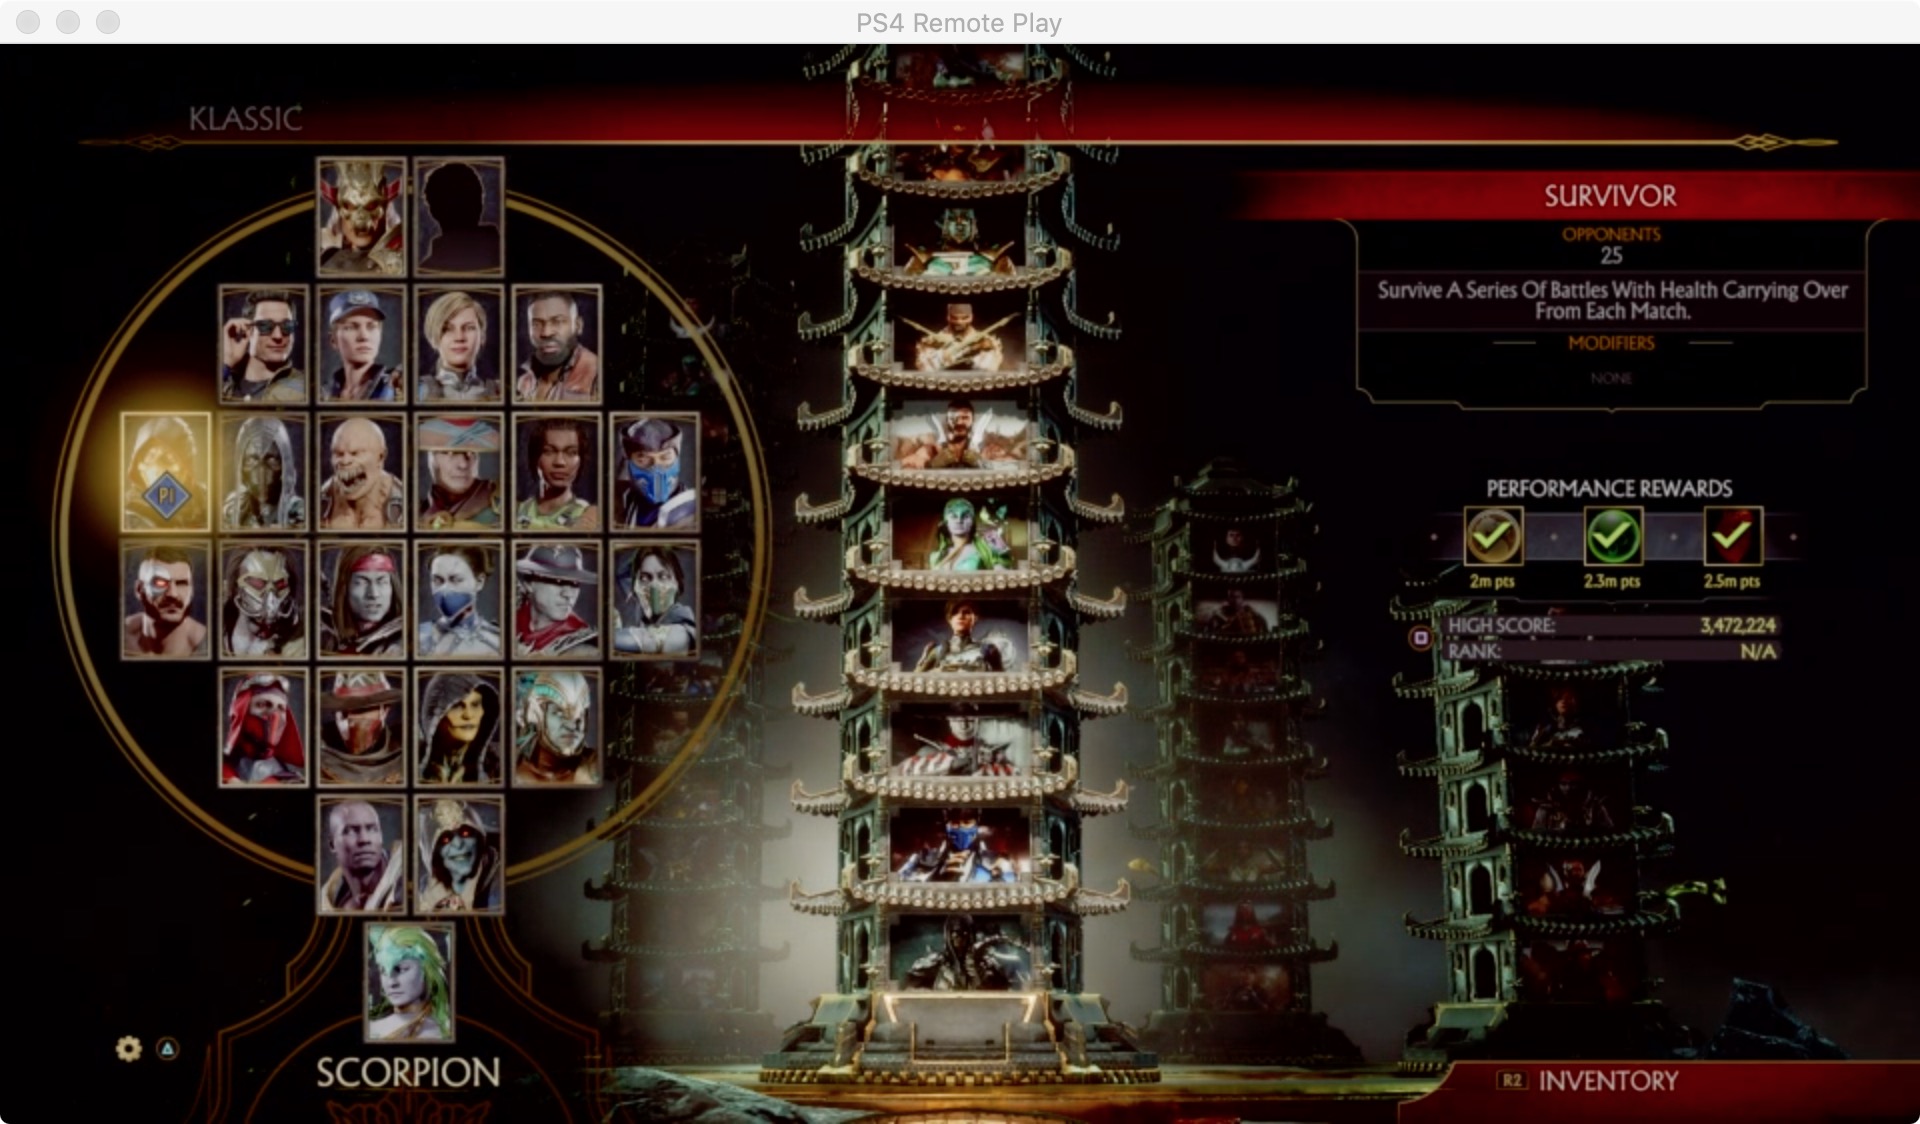 PS4 Remote Play
KLASSIC
SURVIVOR
OPPONENTS
25
Survive A Series Of Battles With Health Carrying Over
From Each Match.
MODIFIERS
NONE
P1
PERFORMANCE REWARDS
2m pts
2.3m pts
2.5m pts
HIGH SCORE: 3,472,224
RANK: N/A
SCORPION
R2 INVENTORY